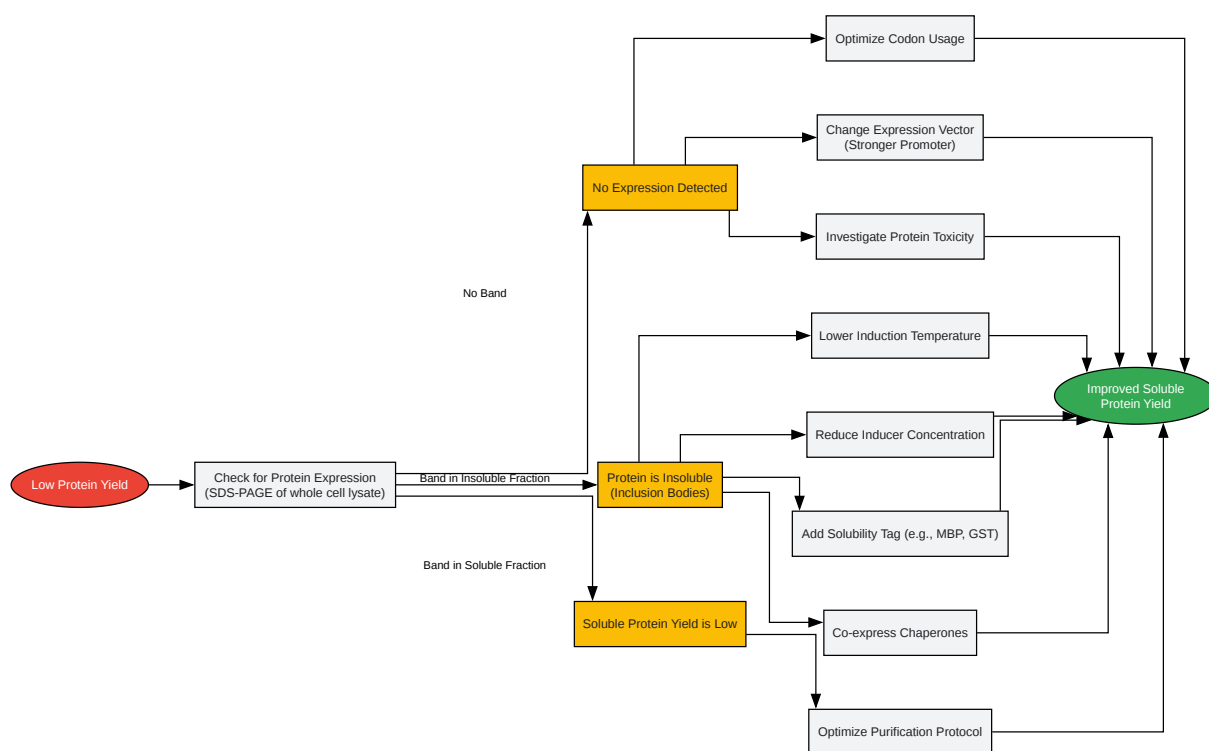 Optimize Codon Usage
Change Expression Vector
(Stronger Promoter)
No Expression Detected
Investigate Protein Toxicity
No Band
Lower Induction Temperature
Improved Soluble
Protein Yield
Reduce Inducer Concentration
Low Protein Yield
Check for Protein Expression
(SDS-PAGE of whole cell lysate)
Band in Insoluble Fraction
Protein is Insoluble
(Inclusion Bodies)
Add Solubility Tag (e.g., MBP, GST)
Band in Soluble Fraction
Soluble Protein Yield is Low
Co-express Chaperones
Optimize Purification Protocol